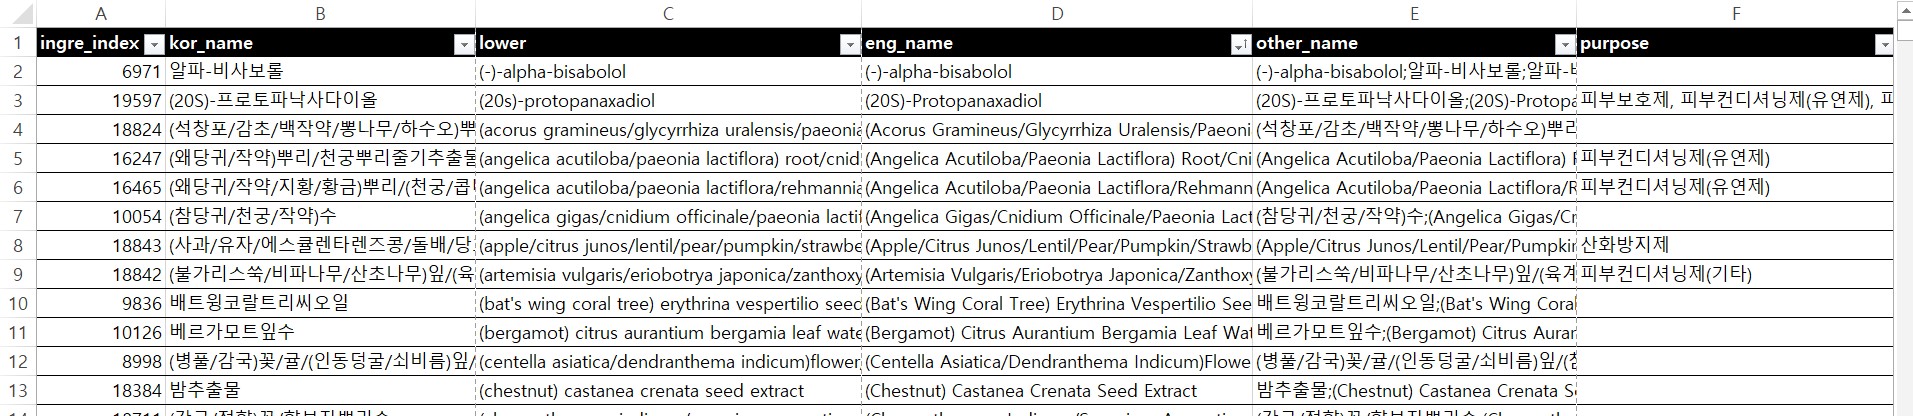 A B C D E F
1 ingre_index kor_name lower eng_name other_name purpose
2 6971 알파-비사보롤 (-)-alpha-bisabolol (-)-alpha-bisabolol (-)-alpha-bisabolol;알파-비사보롤;알파-ㅂ
3 19597 (20S)-프로토파낙사다이올 (20s)-protopanaxadiol (20S)-Protopanaxadiol (20S)-프로토파낙사다이올;(20S)-Protopa 피부보호제, 피부컨디셔닝제(유연제), 피
4 18824 (석창포/감초/백작약/뽕나무/하수오)뿌 (acorus gramineus/glycyrrhiza uralensis/paeonia (Acorus Gramineus/Glycyrrhiza Uralensis/Paeoni (석창포/감초/백작약/뽕나무/하수오)뿌리
5 16247 (왜당귀/작약)뿌리/천궁뿌리줄기추출물 (angelica acutiloba/paeonia lactiflora) root/cnid (Angelica Acutiloba/Paeonia Lactiflora) Root/Cni (Angelica Acutiloba/Paeonia Lactiflora) 피부컨디셔닝제(유연제)
6 16465 (왜당귀/작약/지황/황금)뿌리/(천궁/콥 (angelica acutiloba/paeonia lactiflora/rehmannia (Angelica Acutiloba/Paeonia Lactiflora/Rehmann (Angelica Acutiloba/Paeonia Lactiflora/R 피부컨디셔닝제(유연제)
7 10054 (참당귀/천궁/작약)수 (angelica gigas/cnidium officinale/paeonia lactif (Angelica Gigas/Cnidium Officinale/Paeonia Lact (참당귀/천궁/작약)수;(Angelica Gigas/Cr
8 18843 (사과/유자/에스큘렌타렌즈콩/돌배/당 (apple/citrus junos/lentil/pear/pumpkin/strawbe (Apple/Citrus Junos/Lentil/Pear/Pumpkin/Strawb (Apple/Citrus Junos/Lentil/Pear/Pumpkin 산화방지제
9 18842 (불가리스쑥/비파나무/산초나무)잎/(육 (artemisia vulgaris/eriobotrya japonica/zanthoxy (Artemisia Vulgaris/Eriobotrya Japonica/Zanthoxy (불가리스쑥/비파나무/산초나무)잎/(육계 피부컨디셔닝제(기타)
10 9836 배트윙코랄트리씨오일 (bat's wing coral tree) erythrina vespertilio seed (Bat's Wing Coral Tree) Erythrina Vespertilio See 배트윙코랄트리씨오일;(Bat's Wing Coral
11 10126 베르가모트잎수 (bergamot) citrus aurantium bergamia leaf wate (Bergamot) Citrus Aurantium Bergamia Leaf Wat 베르가모트잎수;(Bergamot) Citrus Auran
12 8998 (병풀/감국)꽃/귤/(인동덩굴/쇠비름)잎/ (centella asiatica/dendranthema indicum)flower (Centella Asiatica/Dendranthema Indicum)Flowe (병풀/감국)꽃/귤/(인동덩굴/쇠비름)잎/(참
13 18384 밤추출물 (chestnut) castanea crenata seed extract (Chestnut) Castanea Crenata Seed Extract 밤추출물;(Chestnut) Castanea Crenata S